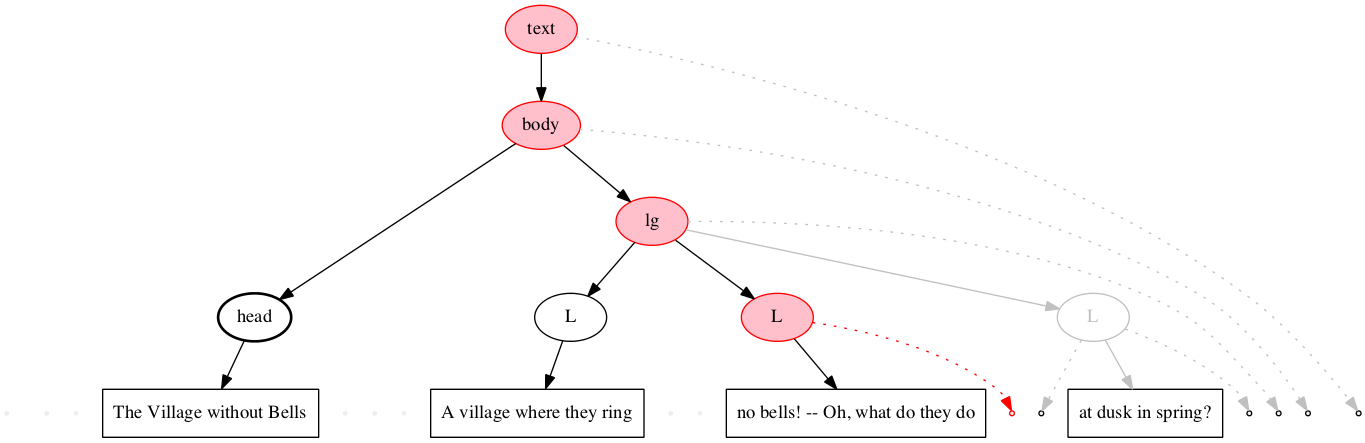 text
body
lg
head
L
L
L
The Village without Bells
A village where they ring
no bells! -- Oh, what do they do
at dusk in spring?